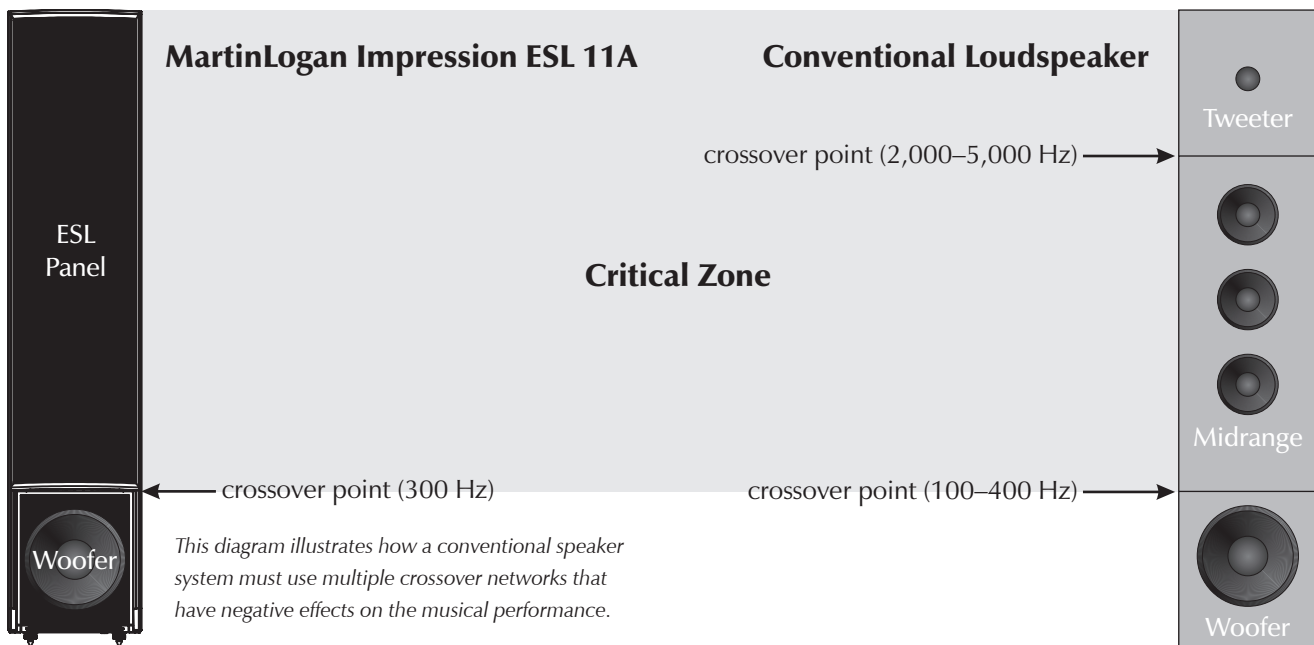 MartinLogan Impression ESL 11A
Conventional Loudspeaker
Tweeter
crossover point (2,000–5,000 Hz)
ESL
Panel
Critical Zone
Midrange
crossover point (300 Hz)
crossover point (100–400 Hz)
Woofer
This diagram illustrates how a conventional speaker
system must use multiple crossover networks that
have negative effects on the musical performance.
Woofer